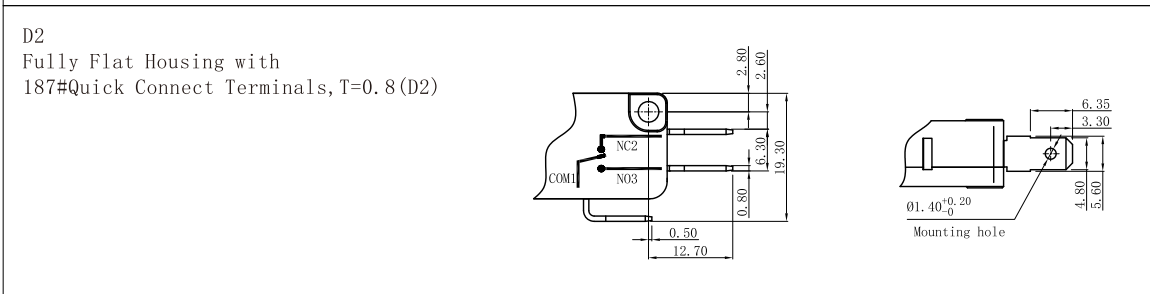 D2
Fully Flat Housing with
187#Quick Connect Terminals,T=0.8(D2)
2.80
2.60
NC2
COM1
NO3
6.30
19.30
0.80
0.50
12.70
6.35
3.30
4.80
5.60
Ø1.40+0.20
-0
Mounting hole